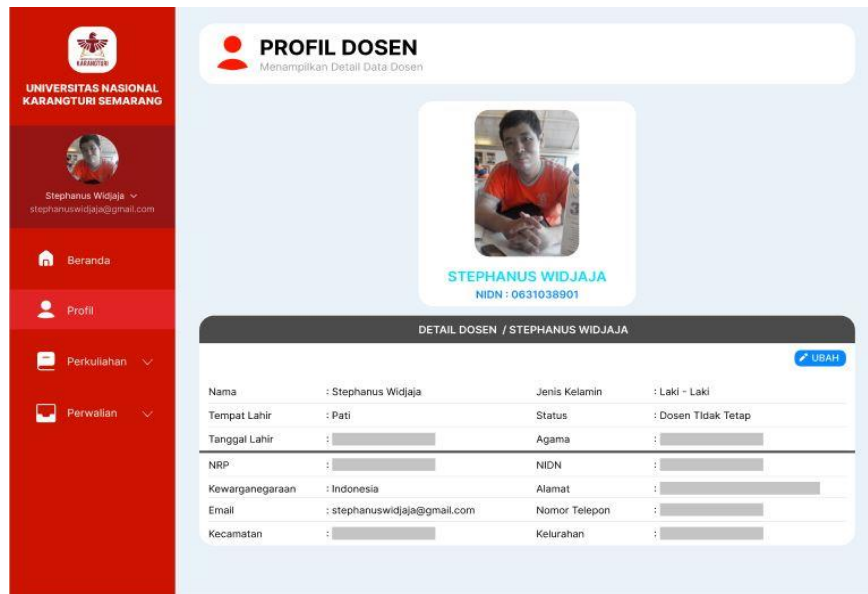 KARANGTURI
UNIVERSITAS NASIONAL
KARANGTURI SEMARANG
Stephanus Widjaja
stephanuswidjaja@gmail.com
Beranda
Profil
Perkuliahan
Perwalian
PROFIL DOSEN
Menampilkan Detail Data Dosen
STEPHANUS WIDJAJA
NIDN : 0631038901
DETAIL DOSEN / STEPHANUS WIDJAJA
UBAH
Nama : Stephanus Widjaja Jenis Kelamin : Laki - Laki
Tempat Lahir : Pati Status : Dosen TIdak Tetap
Tanggal Lahir : Agama :
NRP : NIDN :
Kewarganegaraan : Indonesia Alamat :
Email : stephanuswidjaja@gmail.com Nomor Telepon :
Kecamatan : Kelurahan :